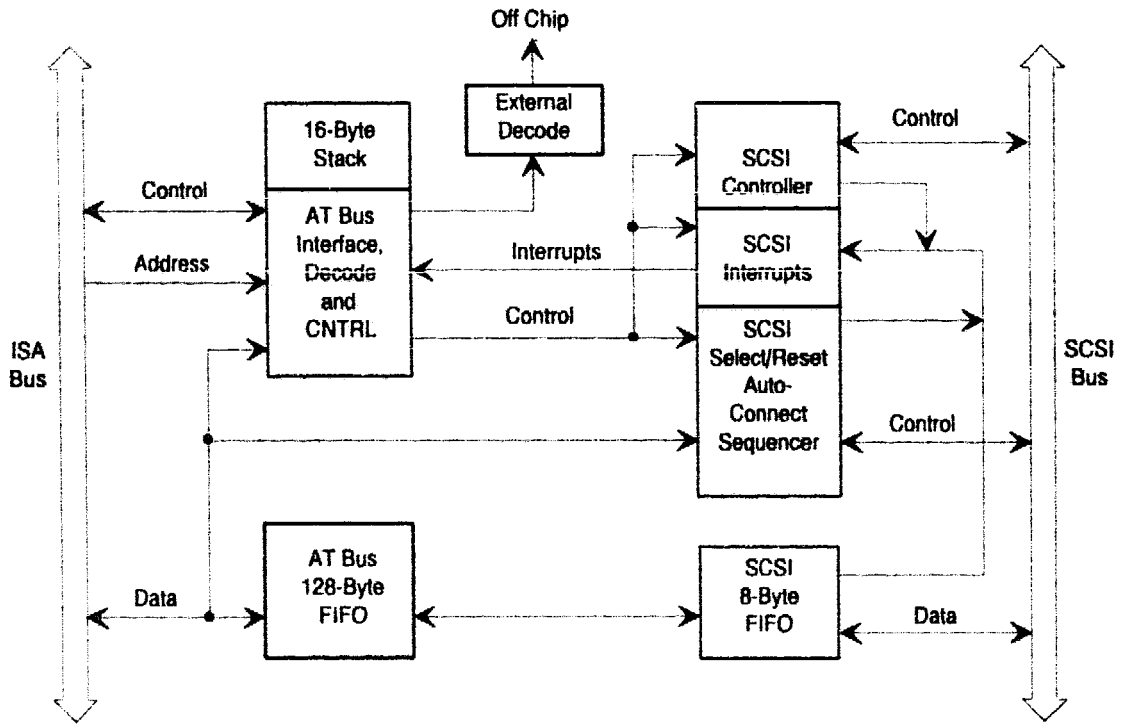 Off Chip
External
Decode
16-Byte
Stack
Control
AT Bus
Interface,
Decode
and
CNTRL
Address
Interrupts
Control
SCSI
Controller
Control
SCSI
Interrupts
SCSI
Select/Reset
Auto-
Connect
Sequencer
Control
ISA
Bus
SCSI
Bus
AT Bus
128-Byte
FIFO
Data
SCSI
8-Byte
FIFO
Data